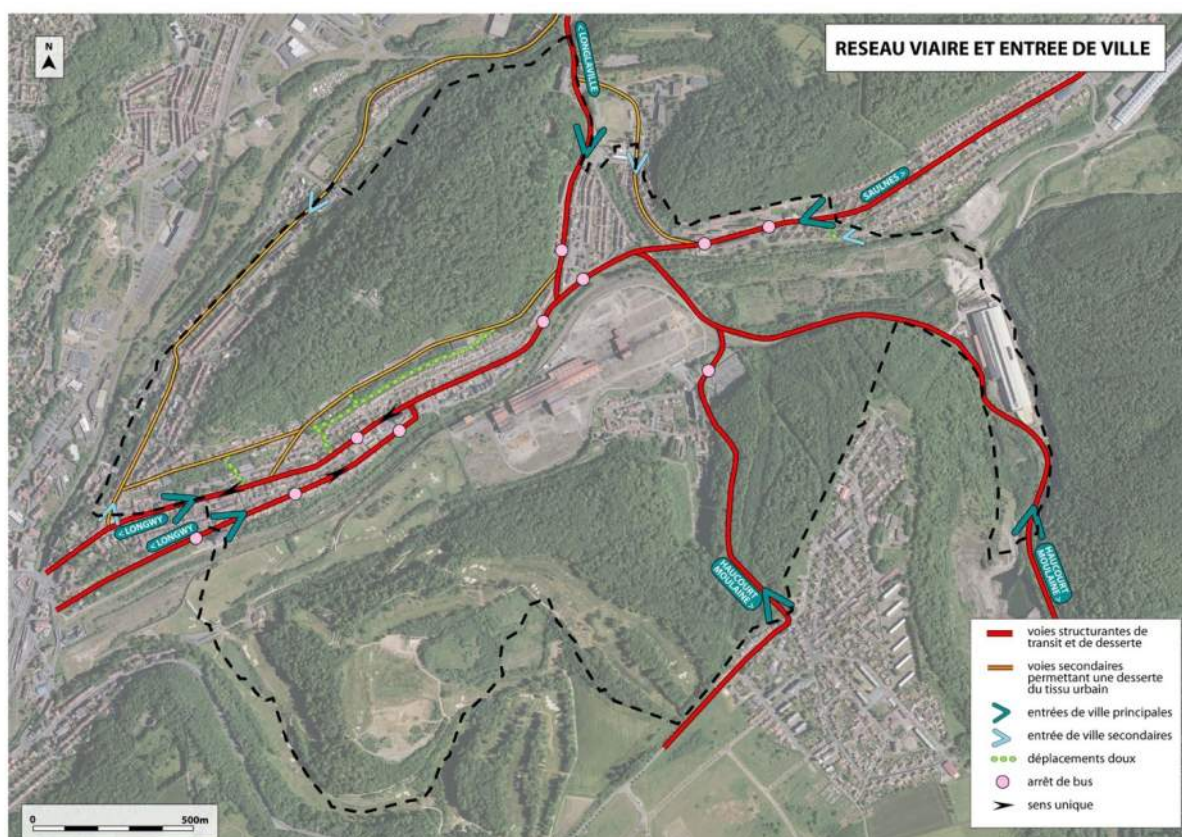 RESEAU VIAIRE ET ENTREE DE VILLE
N
< LONGLAVILLE
SAULNES >
< LONGWY
< LONGWY
HAUCOURT
MOULAINE >
HAUCOURT
MOULAINE >
voies structurantes de
transit et de desserte
voies secondaires
permettant une desserte
du tissu urbain
entrées de ville principales
entrée de ville secondaires
déplacements doux
arrêt de bus
sens unique
0
500m